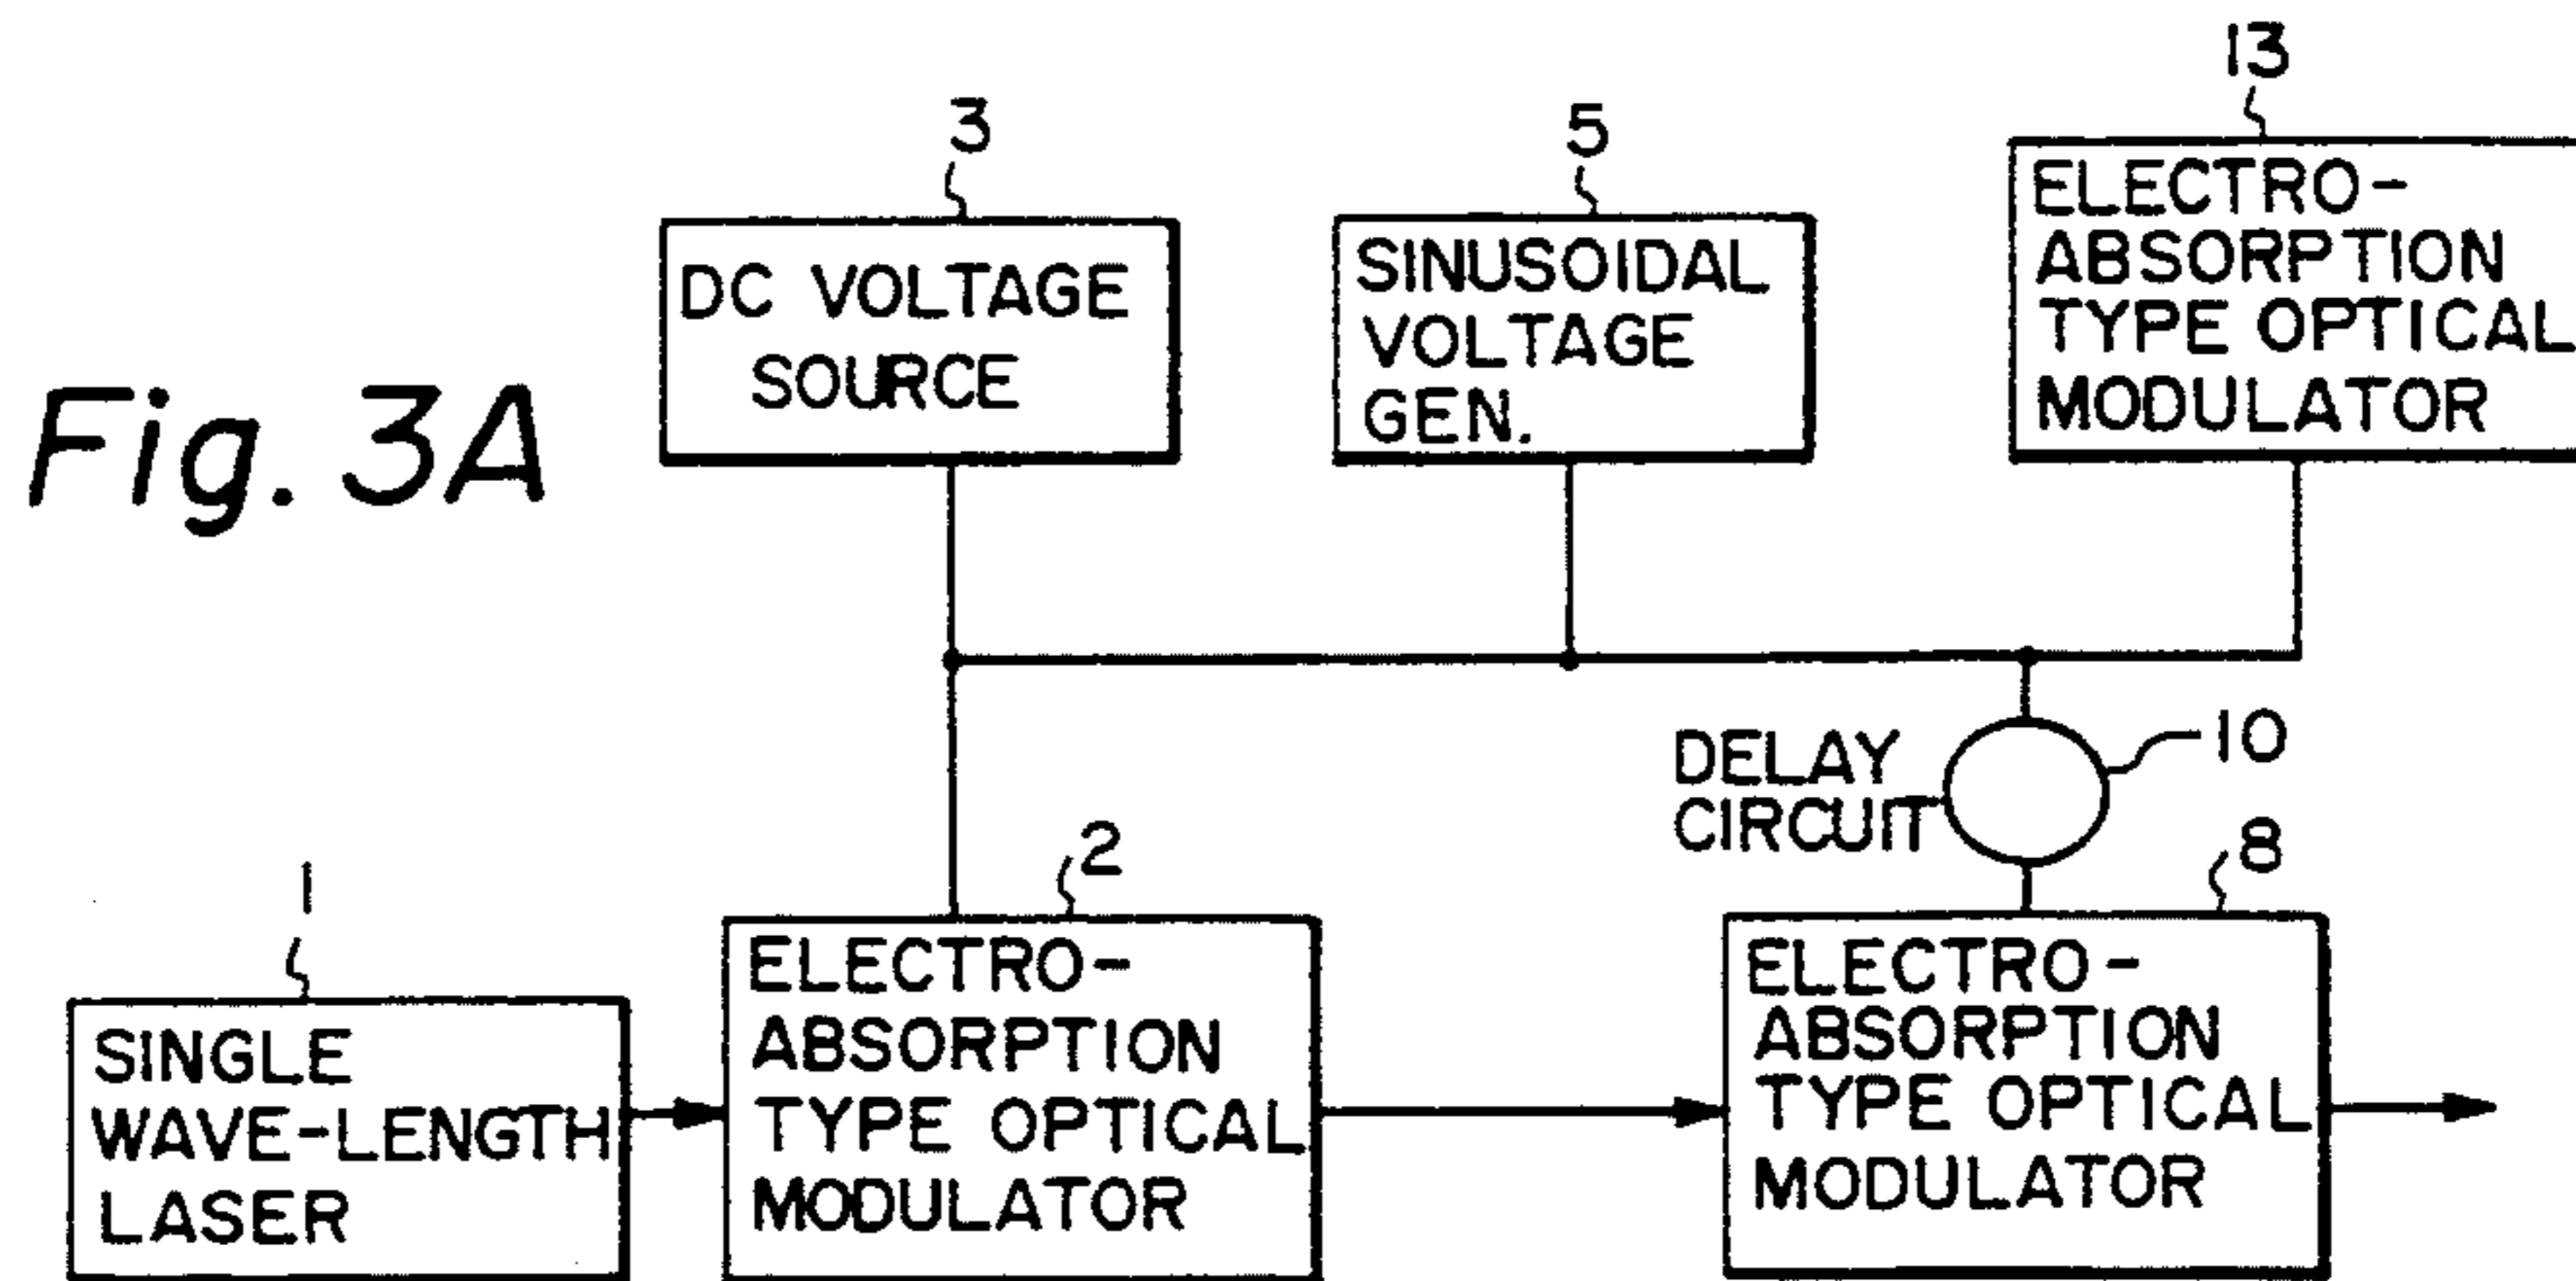 Fig. 3A
3
DC VOLTAGE
SOURCE
5
SINUSOIDAL
VOLTAGE
GEN.
13
ELECTRO-
ABSORPTION
TYPE OPTICAL
MODULATOR
DELAY
CIRCUIT
10
1
SINGLE
WAVE-LENGTH
LASER
2
ELECTRO-
ABSORPTION
TYPE OPTICAL
MODULATOR
8
ELECTRO-
ABSORPTION
TYPE OPTICAL
MODULATOR